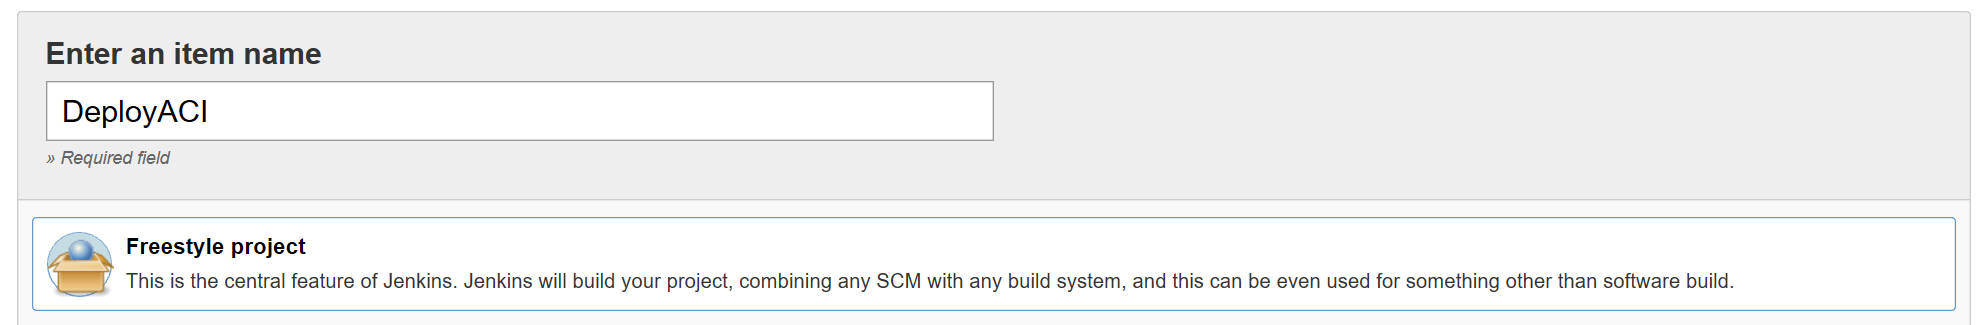 Enter an item name
DeployACI
» Required field
Freestyle project
This is the central feature of Jenkins. Jenkins will build your project, combining any SCM with any build system, and this can be even used for something other than software build.